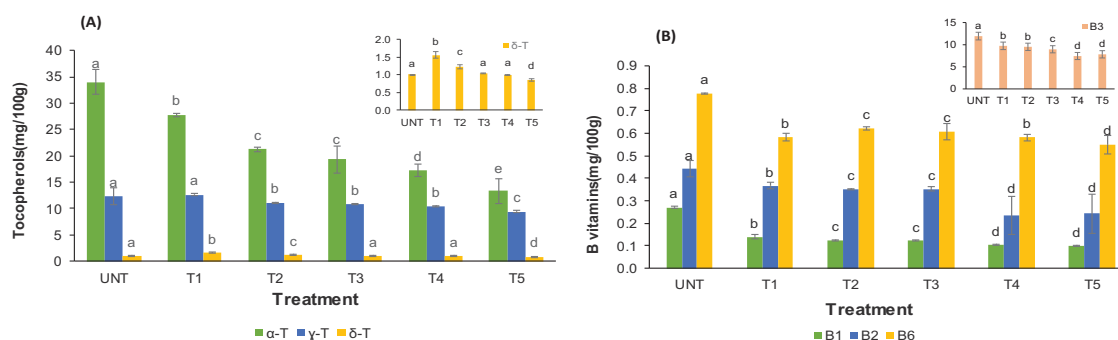 (A)
Tocopherols(mg/100g)
40
35
30
25
20
15
10
5
0
a a a
b a b
c b c
c b a
d b a
e c d
UNT T1 T2 T3 T4 T5
Treatment
α-T γ-T δ-T
2.0
1.5
1.0
0.5
0.0
δ-T
a b c a a d
UNT T1 T2 T3 T4 T5
(B)
B vitamins(mg/100g)
0.9
0.8
0.7
0.6
0.5
0.4
0.3
0.2
0.1
0.0
a a a
b b b
c c c
c c c
d d b
d d d
UNT T1 T2 T3 T4 T5
Treatment
B1 B2 B6
15
10
5
0
B3
a b b c d d
UNT T1 T2 T3 T4 T5